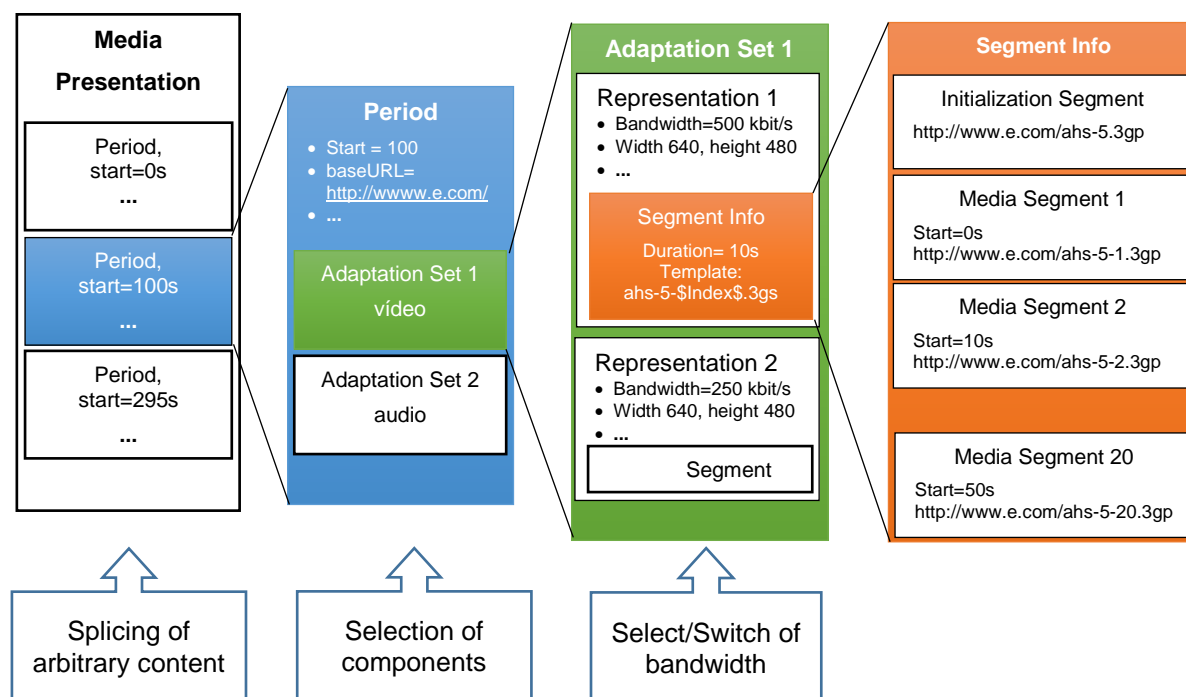 Media
Presentation
Period,
start=0s
...
Period,
start=100s
...
Period,
start=295s
...
Period
• Start = 100
• baseURL=
http://wwww.e.com/
• ...
Adaptation Set 1
vídeo
Adaptation Set 2
audio
Adaptation Set 1
Representation 1
• Bandwidth=500 kbit/s
• Width 640, height 480
• ...
Segment Info
Duration= 10s
Template:
ahs-5-$Index$.3gs
Representation 2
• Bandwidth=250 kbit/s
• Width 640, height 480
• ...
Segment
Segment Info
Initialization Segment
http://www.e.com/ahs-5.3gp
Media Segment 1
Start=0s
http://www.e.com/ahs-5-1.3gp
Media Segment 2
Start=10s
http://www.e.com/ahs-5-2.3gp
Media Segment 20
Start=50s
http://www.e.com/ahs-5-20.3gp
Splicing of
arbitrary content
Selection of
components
Select/Switch of
bandwidth